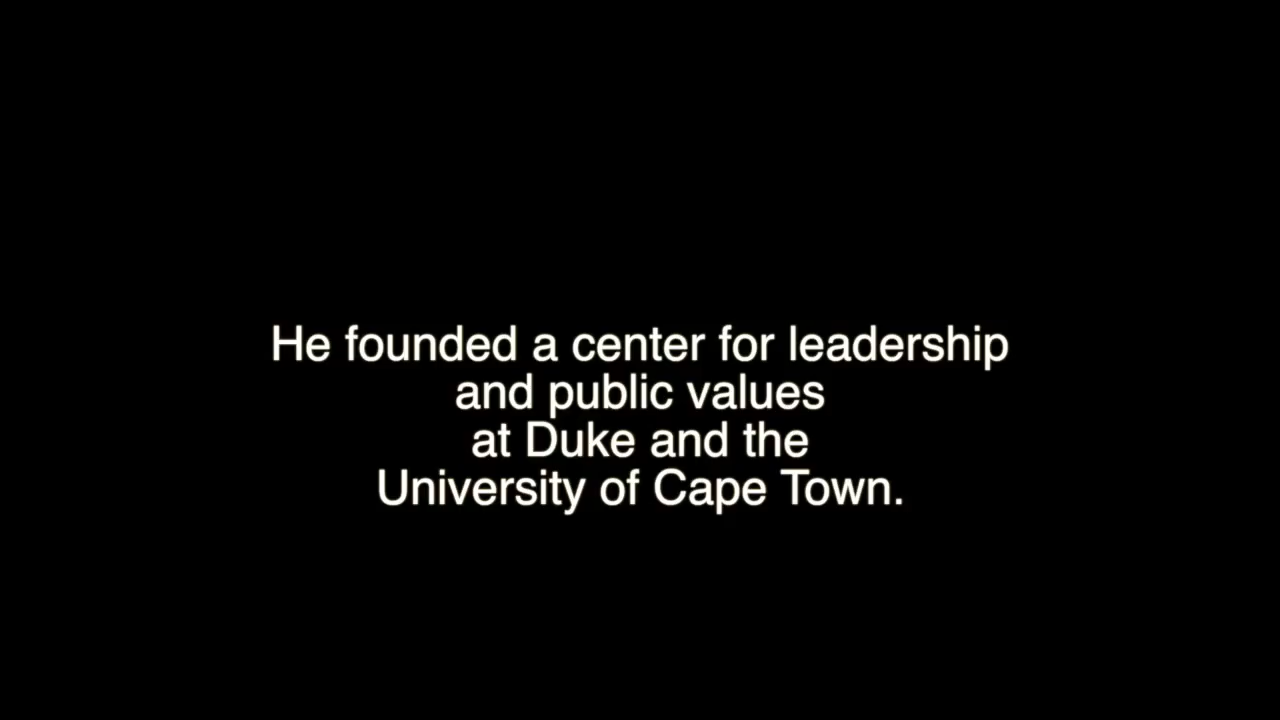 He founded a center for leadership
and public values
at Duke and the
University of Cape Town.